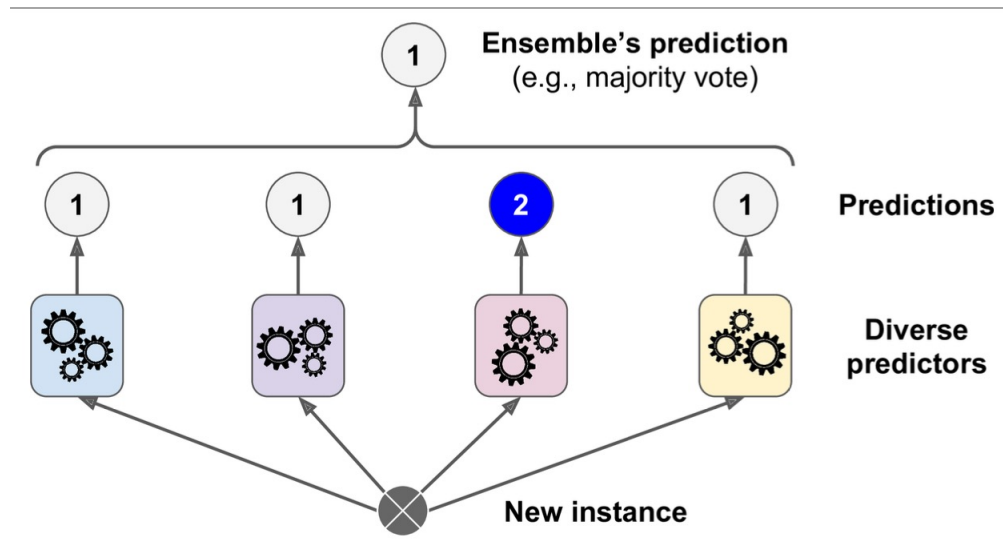 1
Ensemble’s prediction
(e.g., majority vote)
1
1
2
1
Predictions
Diverse
predictors
New instance